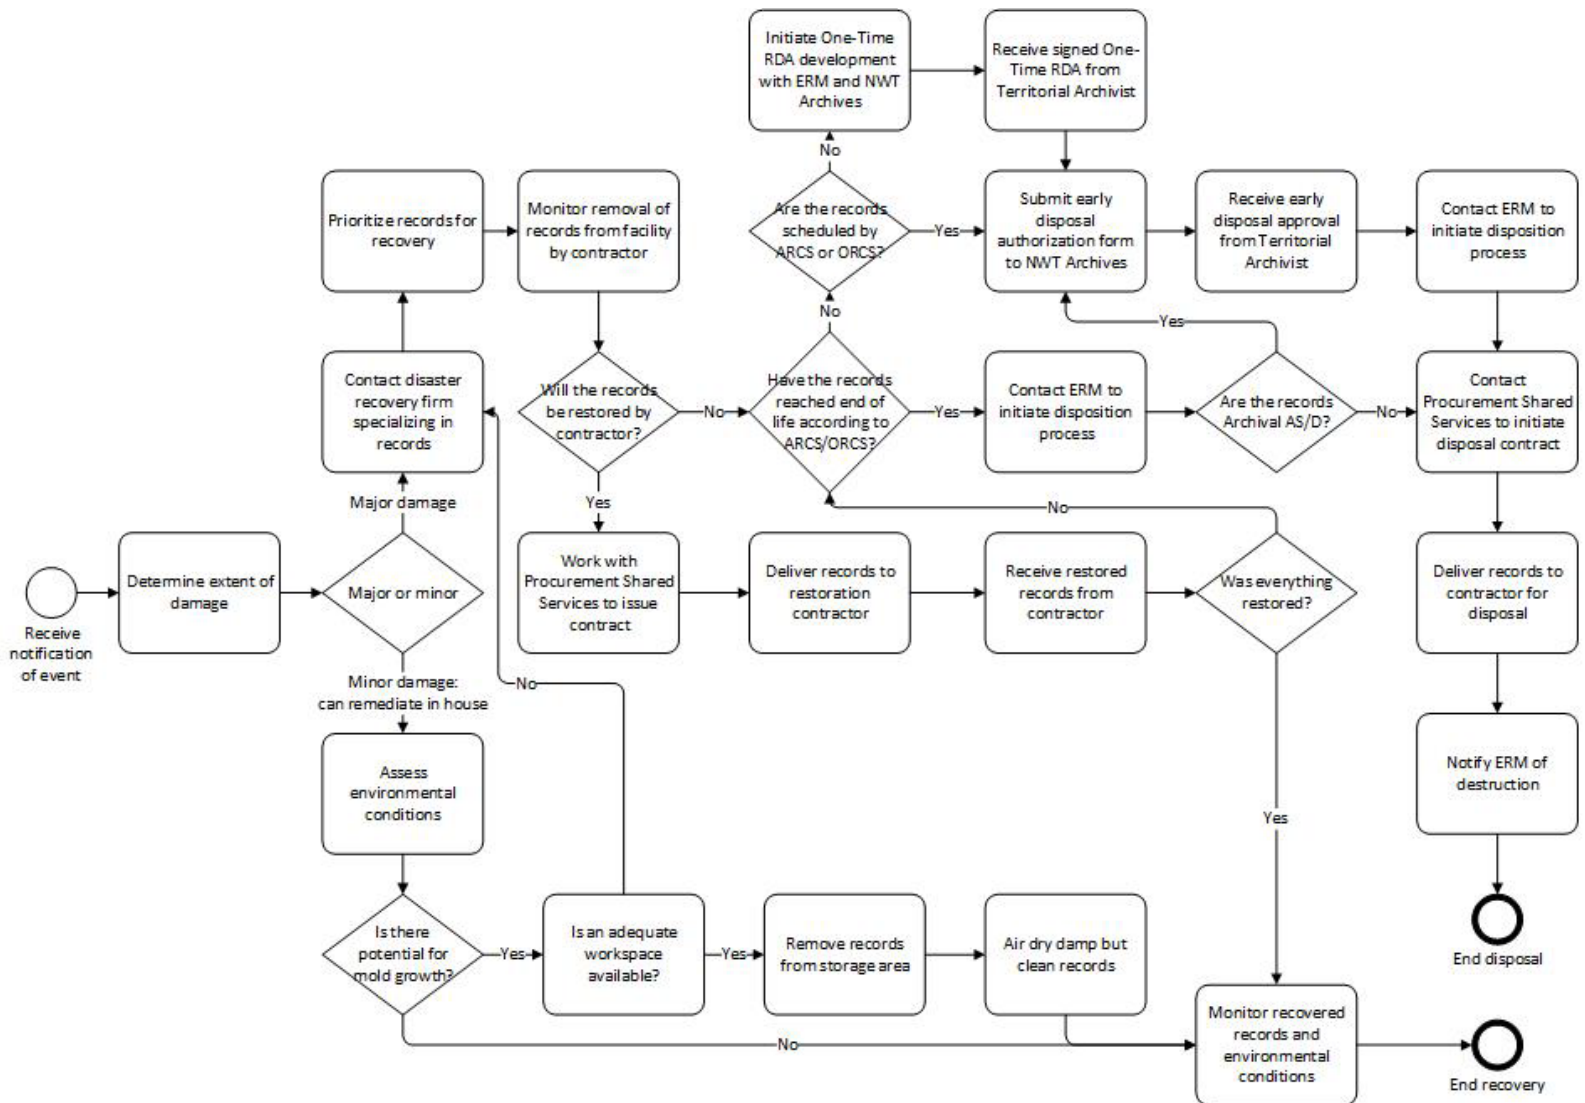 Initiate One-Time
RDA development
with ERM and NWT
Archives
Receive signed One-
Time RDA from
Territorial Archivist
No
Prioritize records for
recovery
Monitor removal of
records from facility
by contractor
Are the records
scheduled by
ARCS or ORCS?
Yes
Submit early
disposal
authorization form
to NWT Archives
Receive early
disposal approval
from Territorial
Archivist
Contact ERM to
initiate disposition
process
No
Yes
Contact disaster
recovery firm
specializing in
records
Will the records
be restored by
contractor?
No
Have the records
reached end of
life according to
ARCS/ORCS?
Yes
Contact ERM to
initiate disposition
process
Are the records
Archival AS/D?
No
Contact
Procurement Shared
Services to initiate
disposal contract
Major damage
Yes
No
Receive
notification
of event
Determine extent of
damage
Major or minor
Work with
Procurement Shared
Services to issue
contract
Deliver records to
restoration
contractor
Receive restored
records from
contractor
Was everything
restored?
Deliver records to
contractor for
disposal
Minor damage:
can remediate in house
No
Assess
environmental
conditions
Yes
Notify ERM of
destruction
Is there
potential for
mold growth?
Yes
Is an adequate
workspace
available?
Yes
Remove records
from storage area
Air dry damp but
clean records
End disposal
No
Monitor recovered
records and
environmental
conditions
End recovery